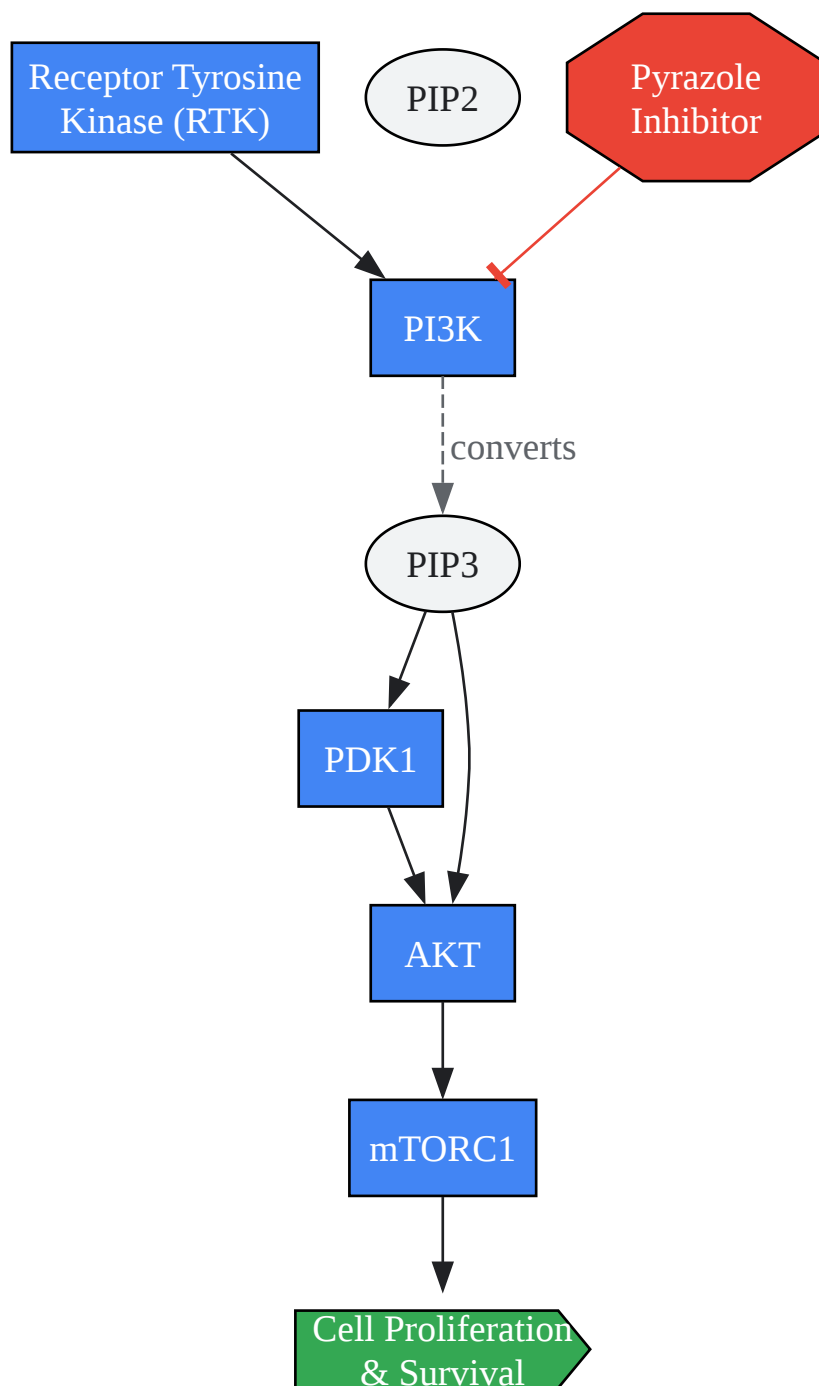 Receptor Tyrosine
Kinase (RTK)
PIP2
Pyrazole
Inhibitor
PI3K
converts
PIP3
PDK1
AKT
mTORC1
Cell Proliferation
& Survival